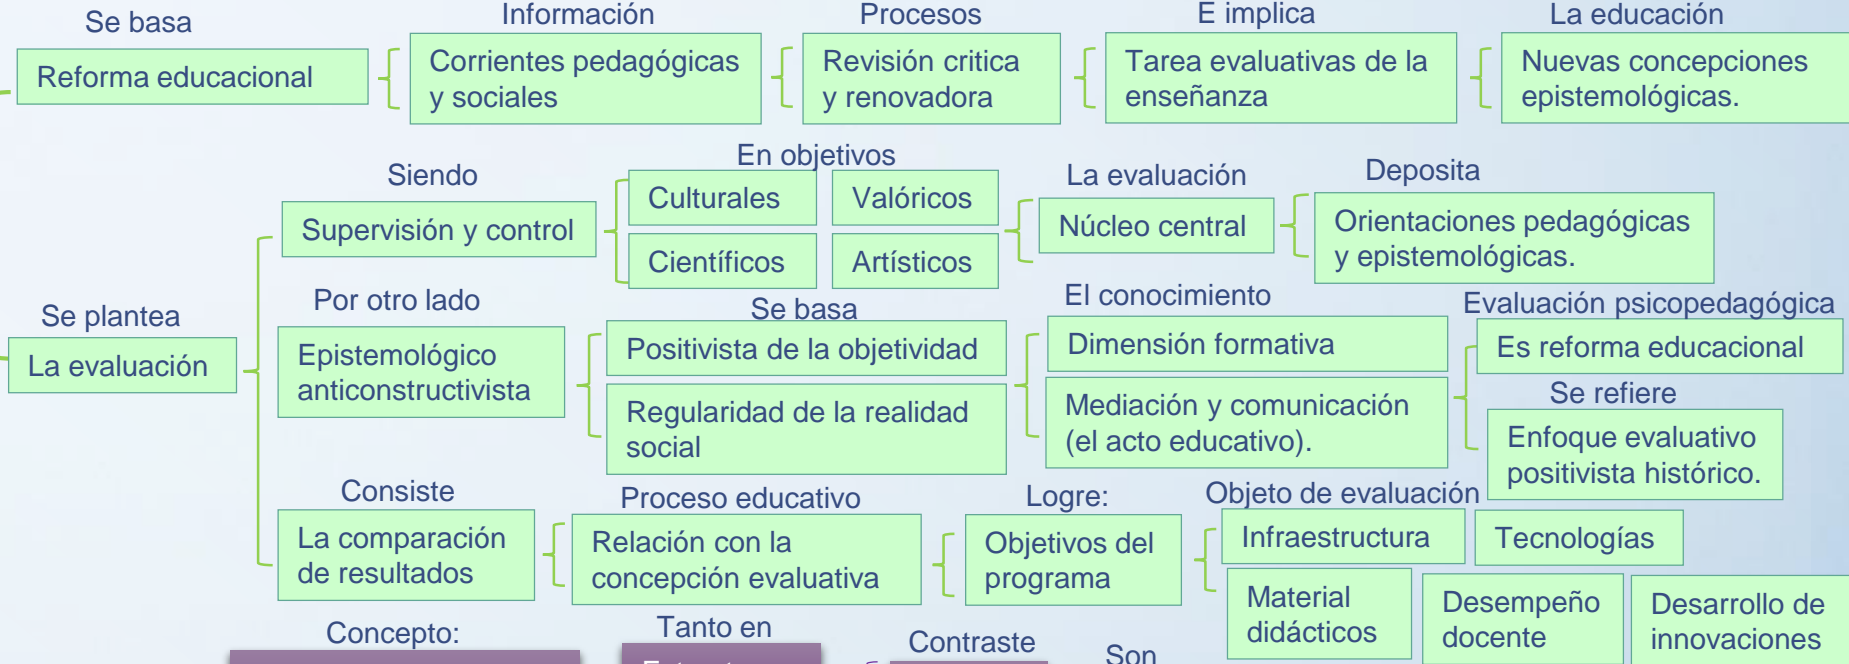 Se basa
Reforma educacional
Información
Corrientes pedagógicas
y sociales
Procesos
Revisión critica
y renovadora
E implica
Tarea evaluativas de la
enseñanza
La educación
Nuevas concepciones
epistemológicas.
Se plantea
La evaluación
Siendo
Supervisión y control
En objetivos
Culturales
Valóricos
Científicos
Artísticos
La evaluación
Núcleo central
Deposita
Orientaciones pedagógicas
y epistemológicas.
Por otro lado
Epistemológico
anticonstructivista
Se basa
Positivista de la objetividad
Regularidad de la realidad
social
El conocimiento
Dimensión formativa
Mediación y comunicación
(el acto educativo).
Evaluación psicopedagógica
Es reforma educacional
Se refiere
Enfoque evaluativo
positivista histórico.
Consiste
La comparación
de resultados
Proceso educativo
Relación con la
concepción evaluativa
Logre:
Objetivos del
programa
Objeto de evaluación
Infraestructura
Tecnologías
Material
didácticos
Desempeño
docente
Desarrollo de
innovaciones
Concepto:
Tanto en
Contraste
Son